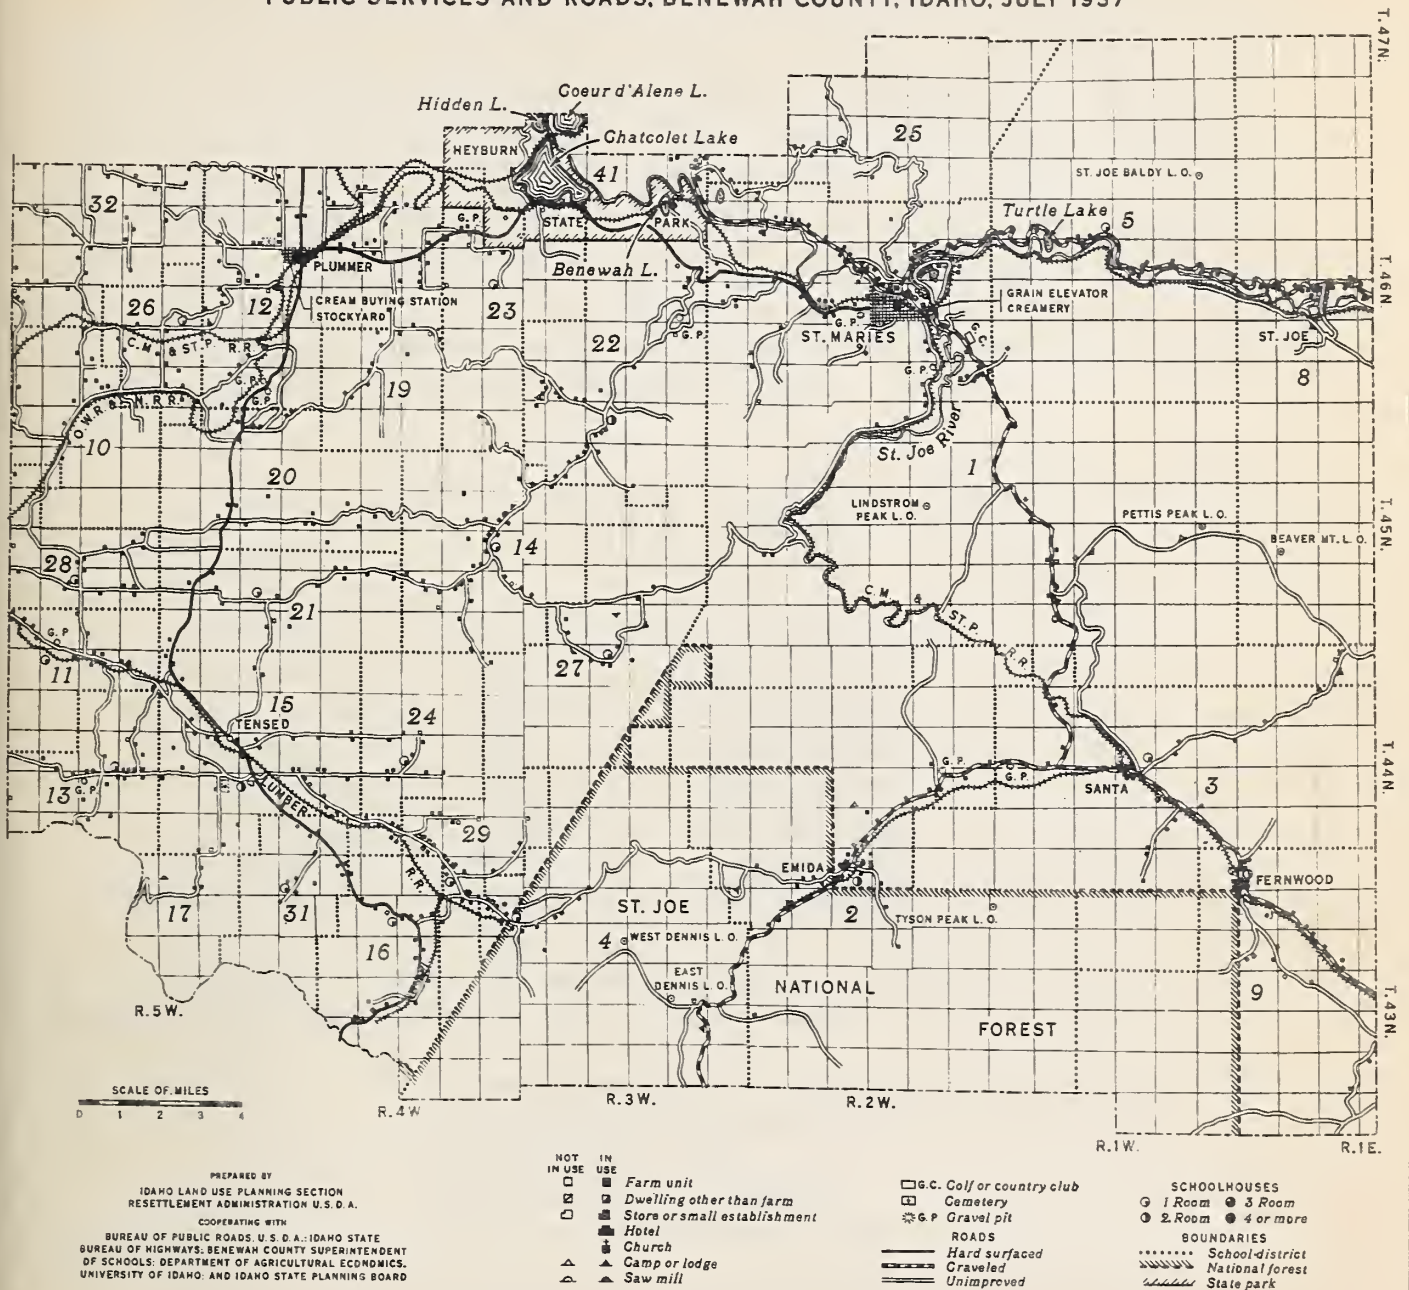 PUBLIC SERVICES AND ROADS, BENEWAH COUNTY, IDAHO, JULY 1937
T.47N.
Coeur d'Alene L.
Hidden L.
Chatcolet Lake
HEYBURN
41
25
ST. JOE BALDY L.O.
32
Turtle Lake
5
G.P.
STATE
PARK
PLUMMER
Benewah L.
T.46N
26
12
CREAM BUYING STATION
STOCKYARD
23
GRAIN ELEVATOR
CREAMERY
C.M. & ST.P. R.R.
22
G.P.
G.P.
ST. MARIES
G.C.
ST. JOE
8
G.P.
19
G.P.
G.P.
O.W.R. & N.R.R.
10
St. Joe River
1
20
LINDSTROM
PEAK L.O.
PETTIS PEAK L.O.
T.45N.
BEAVER MT. L.O.
14
28
21
C.M. & ST.P. R.R.
G.P
11
27
15
24
TENSED
G.P.
G.P.
T.44N
13
G.P.
LUMBER
R.R.
SANTA
3
29
EMIDA
FERNWOOD
17
31
ST. JOE
2
TYSON PEAK L.O.
16
4
WEST DENNIS L.O.
EAST
DENNIS L.O.
NATIONAL
9
T.43N.
R.5W.
FOREST
SCALE OF MILES
0 1 2 3 4
R.4W
R.3W.
R.2W.
R.1W.
R.1E.
PREPARED BY
IDAHO LAND USE PLANNING SECTION
RESETTLEMENT ADMINISTRATION U.S.D.A.
COOPERATING WITH
BUREAU OF PUBLIC ROADS, U.S.D.A.; IDAHO STATE
BUREAU OF HIGHWAYS; BENEWAH COUNTY SUPERINTENDENT
OF SCHOOLS; DEPARTMENT OF AGRICULTURAL ECONOMICS,
UNIVERSITY OF IDAHO; AND IDAHO STATE PLANNING BOARD
NOT IN USE
IN USE
Farm unit
Dwelling other than farm
Store or small establishment
Hotel
Church
Camp or lodge
Saw mill
G.C. Golf or country club
Cemetery
G.P Gravel pit
ROADS
Hard surfaced
Graveled
Unimproved
SCHOOLHOUSES
1 Room 3 Room
2 Room 4 or more
BOUNDARIES
School-district
National forest
State park